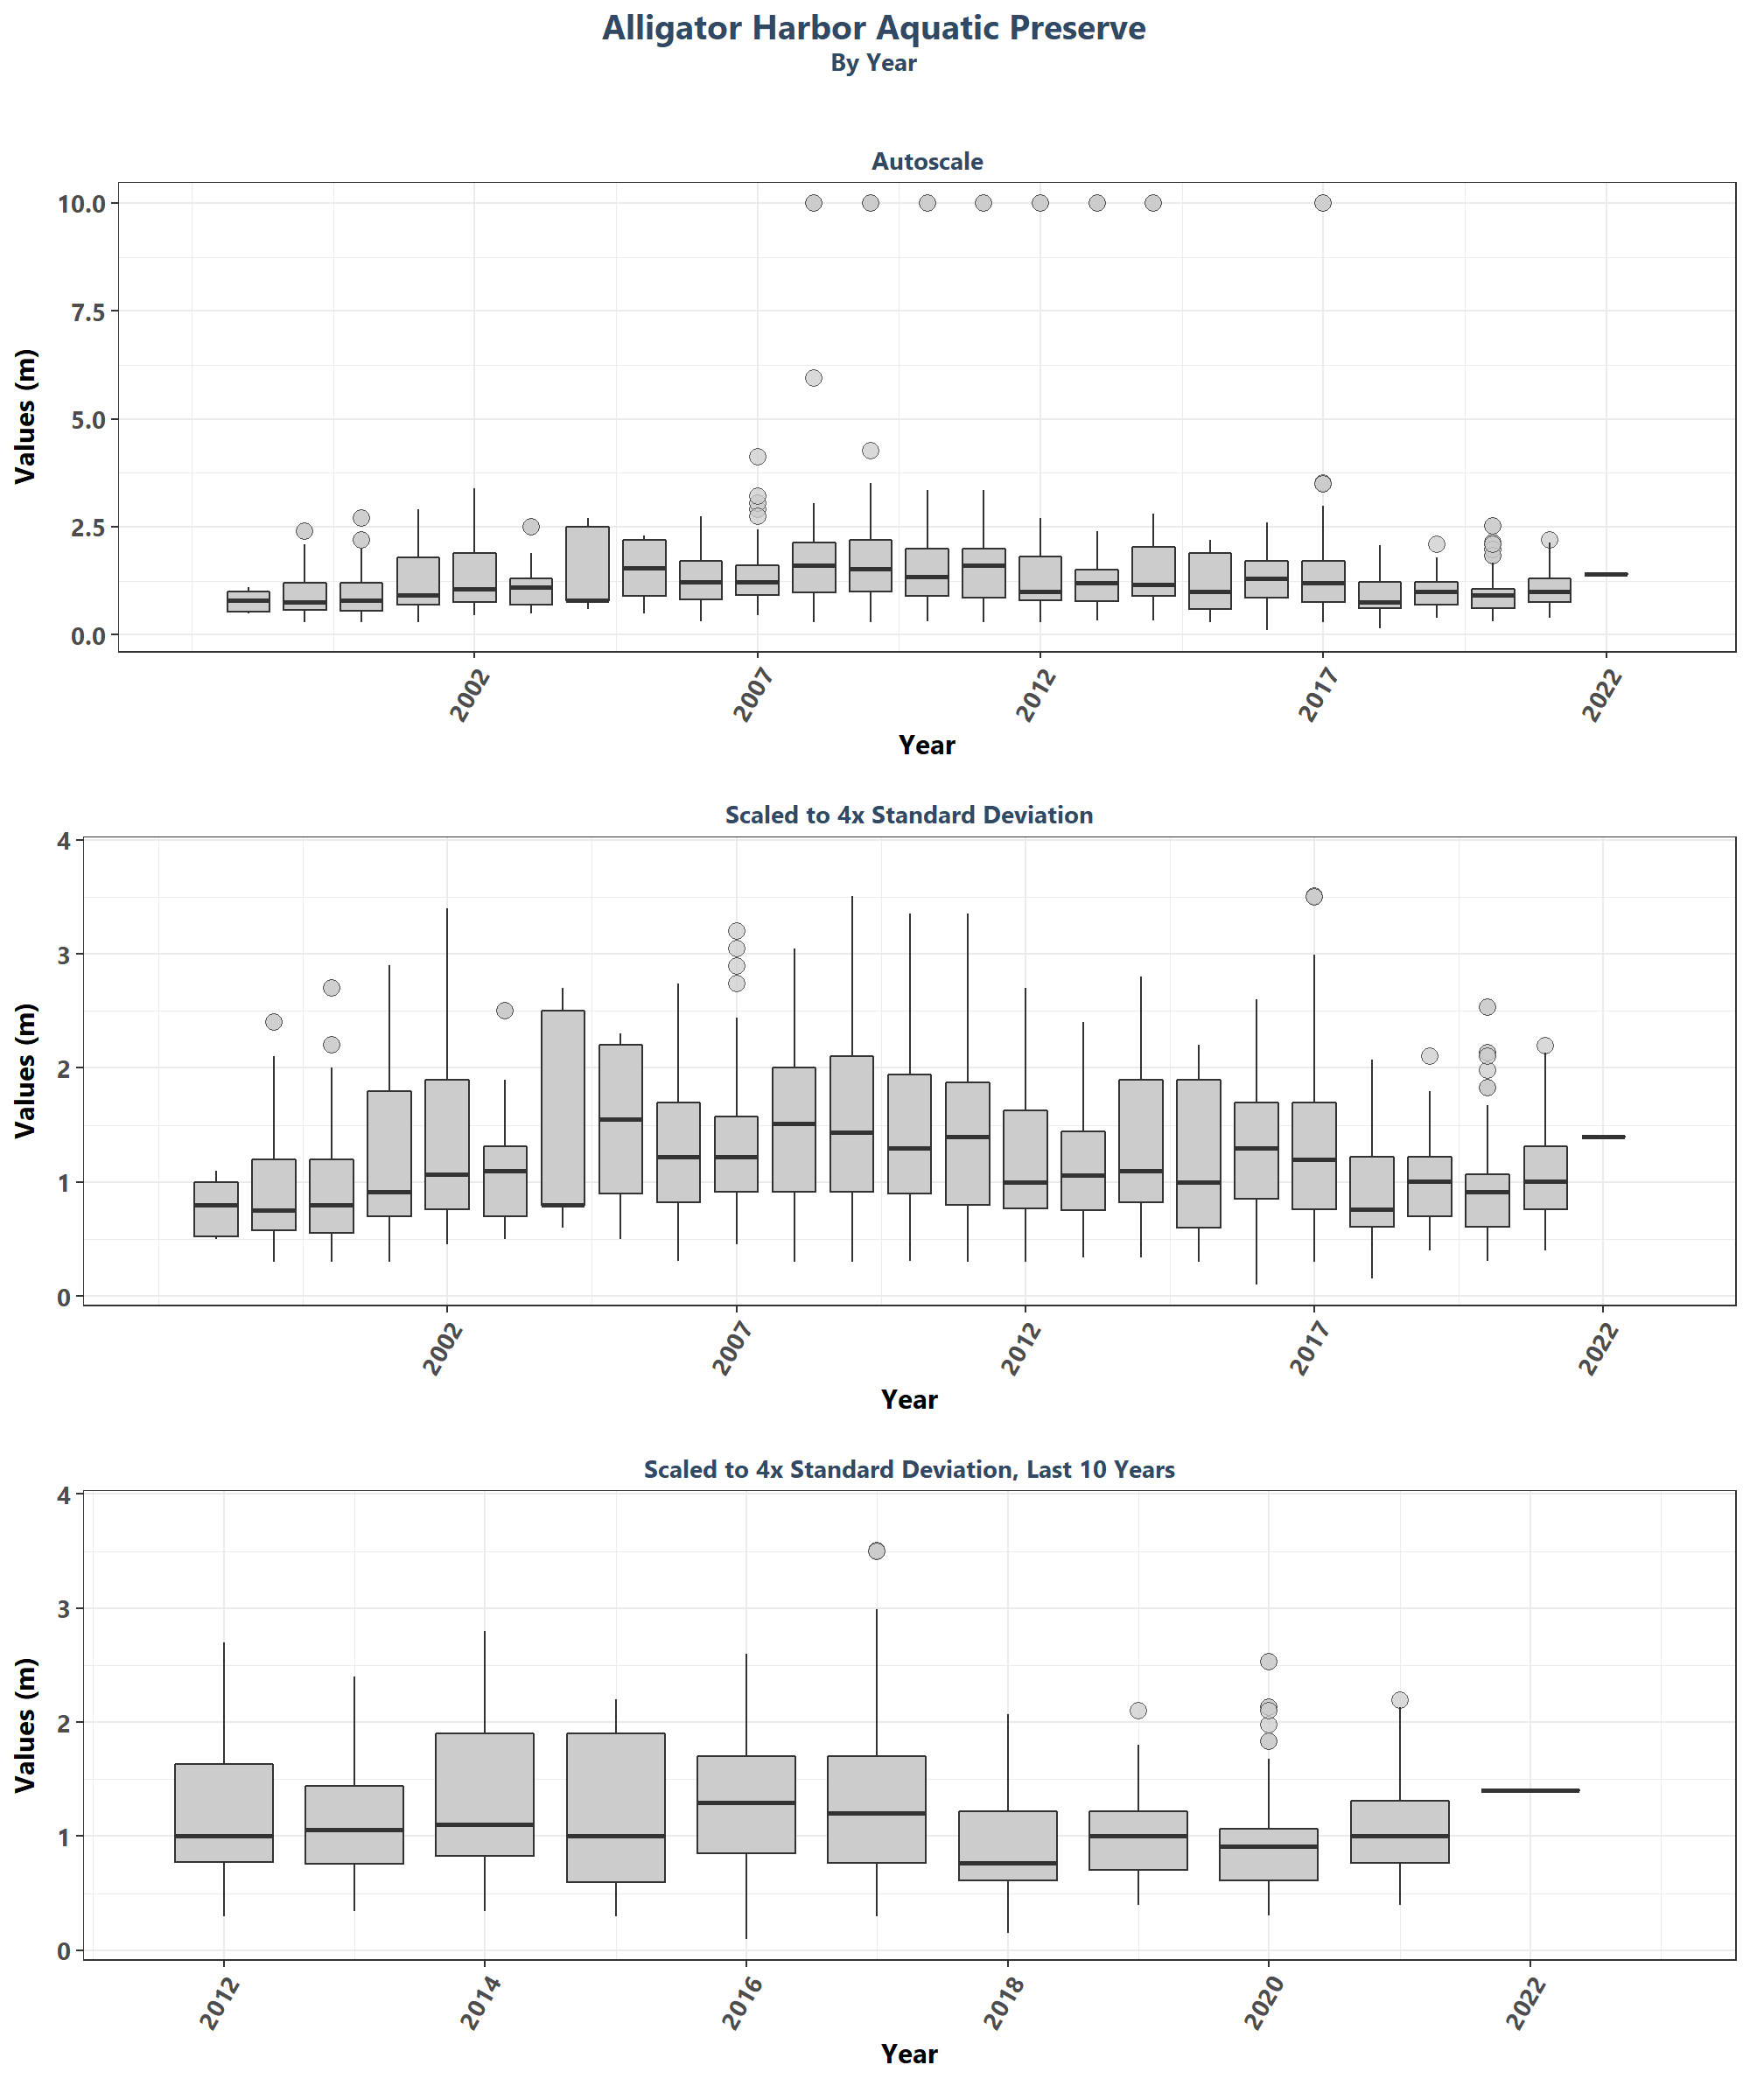 Alligator Harbor Aquatic Preserve
By Year
Autoscale
Values (m)
10.0
7.5
5.0
2.5
0.0
2002
2007
2012
2017
2022
Year
Scaled to 4x Standard Deviation
Values (m)
4
3
2
1
0
2002
2007
2012
2017
2022
Year
Scaled to 4x Standard Deviation, Last 10 Years
Values (m)
4
3
2
1
0
2012
2014
2016
2018
2020
2022
Year